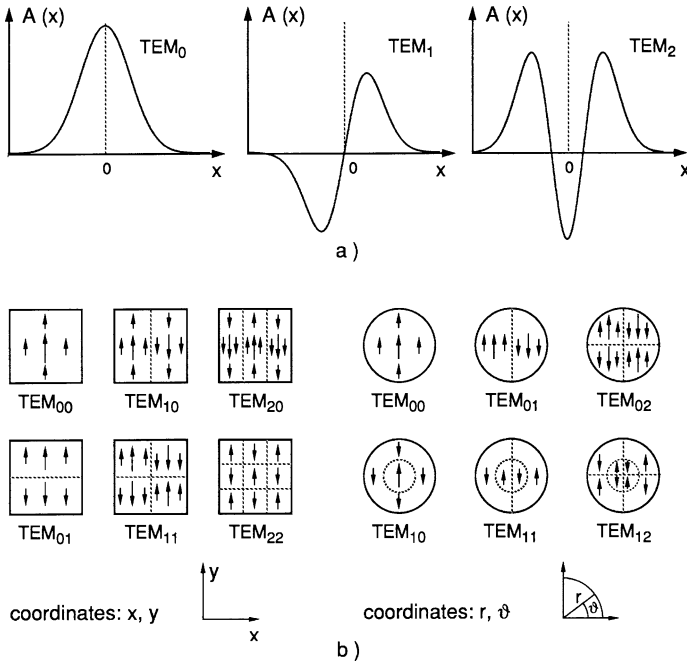 A (x) A (x) A (x)
TEM₀ TEM₁ TEM₂
0 x 0 x 0 x
a )
TEM₀₀ TEM₁₀ TEM₂₀ TEM₀₀ TEM₀₁ TEM₀₂
TEM₀₁ TEM₁₁ TEM₂₂ TEM₁₀ TEM₁₁ TEM₁₂
y r ϑ
coordinates: x, y coordinates: r, ϑ
x
b )